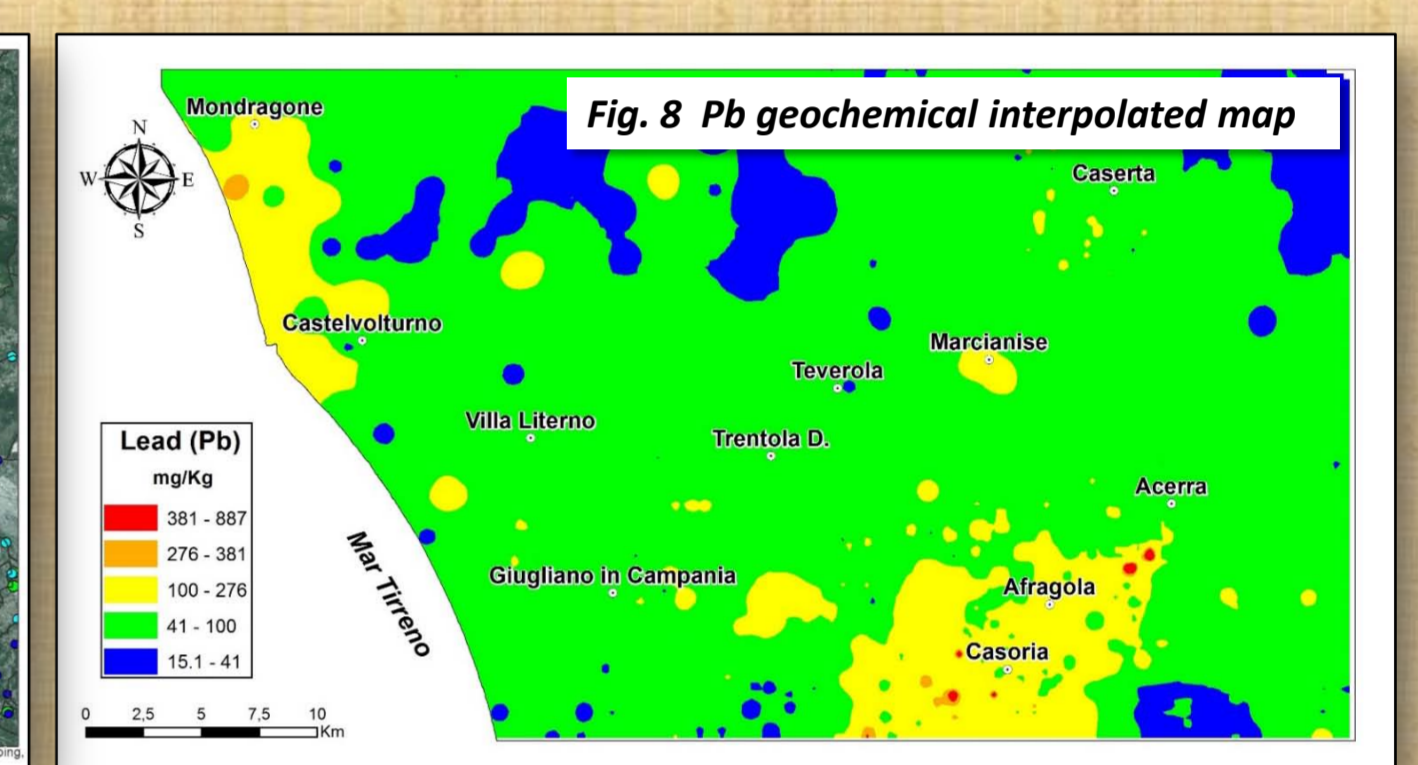 Fig. 8 Pb geochemical interpolated map
Mondragone
N
W
E
S
Caserta
Castelvolturno
Marcianise
Teverola
Villa Literno
Trentola D.
Acerra
Lead (Pb)
mg/Kg
381 - 887
276 - 381
100 - 276
41 - 100
15.1 - 41
Mar Tirreno
Giugliano in Campania
Afragola
Casoria
0 2,5 5 7,5 10
Km
ping,